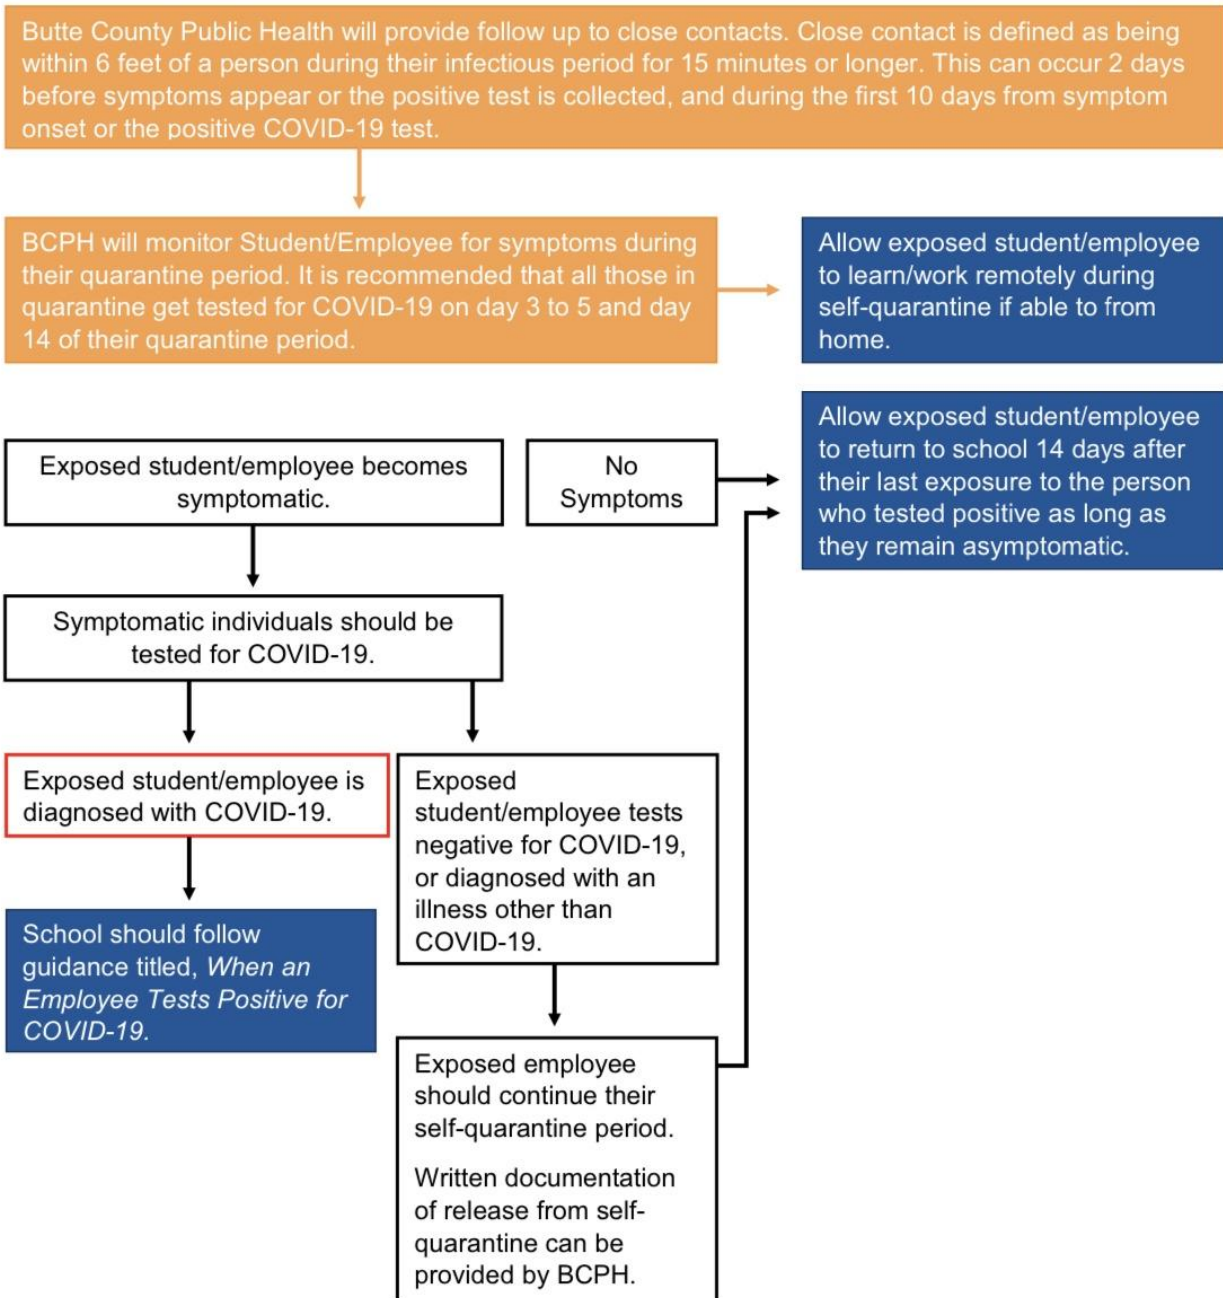 Butte County Public Health will provide follow up to close contacts. Close contact is defined as being
within 6 feet of a person during their infectious period for 15 minutes or longer. This can occur 2 days
before symptoms appear or the positive test is collected, and during the first 10 days from symptom
onset or the positive COVID-19 test.
BCPH will monitor Student/Employee for symptoms during
their quarantine period. It is recommended that all those in
quarantine get tested for COVID-19 on day 3 to 5 and day
14 of their quarantine period.
Allow exposed student/employee
to learn/work remotely during
self-quarantine if able to from
home.
Exposed student/employee becomes
symptomatic.
No
Symptoms
Allow exposed student/employee
to return to school 14 days after
their last exposure to the person
who tested positive as long as
they remain asymptomatic.
Symptomatic individuals should be
tested for COVID-19.
Exposed student/employee is
diagnosed with COVID-19.
Exposed
student/employee tests
negative for COVID-19,
or diagnosed with an
illness other than
COVID-19.
School should follow
guidance titled, When an
Employee Tests Positive for
COVID-19.
Exposed employee
should continue their
self-quarantine period.
Written documentation
of release from self-
quarantine can be
provided by BCPH.